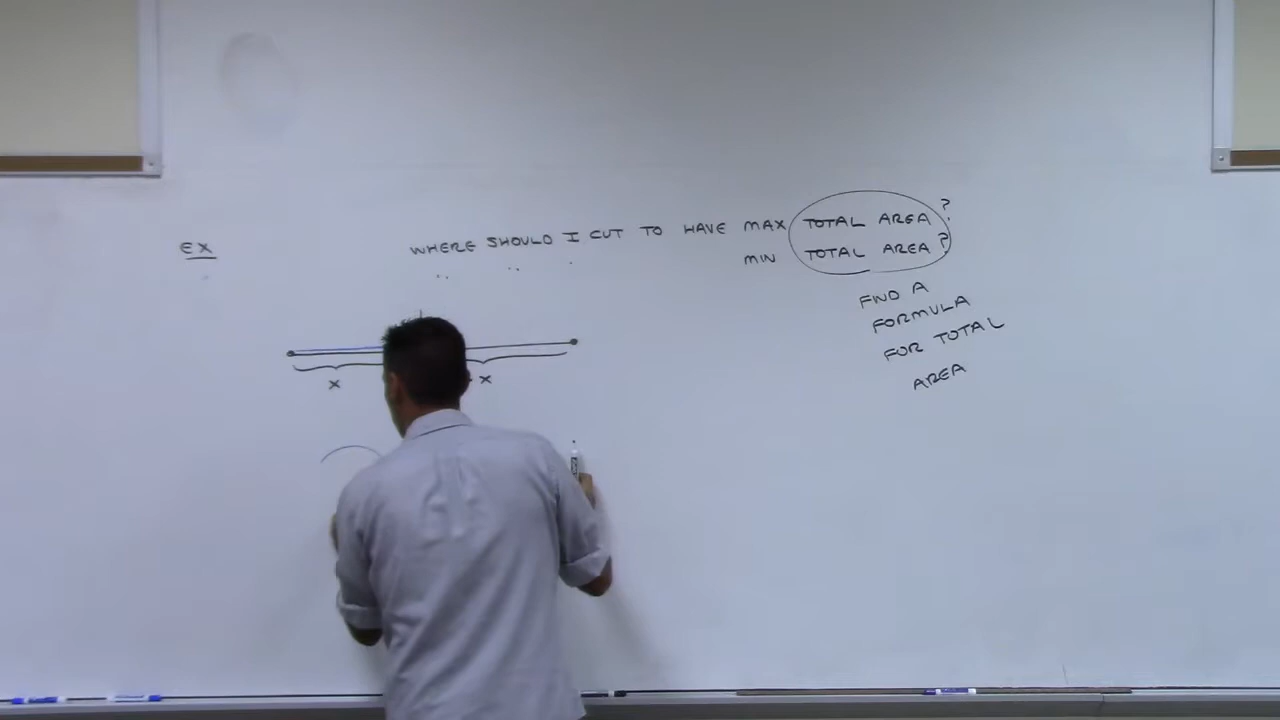 EX
WHERE SHOULD I CUT TO HAVE MAX TOTAL AREA?
MIN TOTAL AREA?
FIND A
FORMULA
FOR TOTAL
AREA
x
x